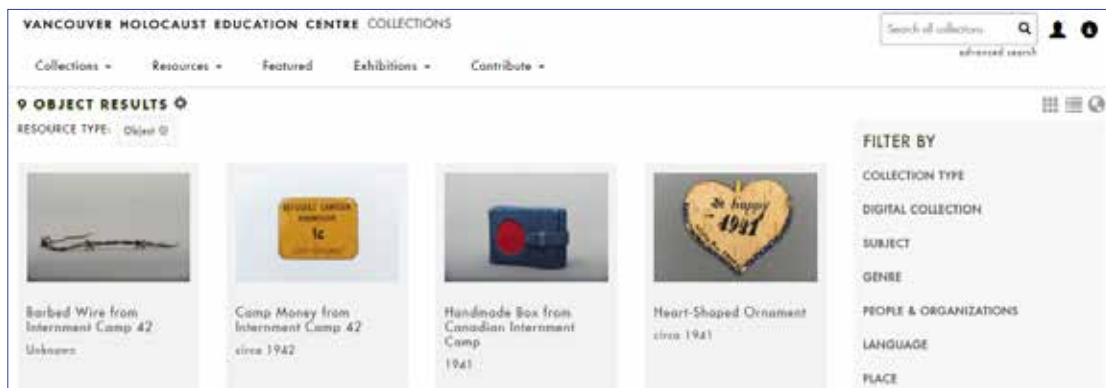 VANCOUVER HOLOCAUST EDUCATION CENTRE COLLECTIONS
Search all collections
advanced search
Collections
Resources
Featured
Exhibitions
Contribute
9 OBJECT RESULTS
RESOURCE TYPE: Object
FILTER BY
COLLECTION TYPE
DIGITAL COLLECTION
SUBJECT
GENRE
PEOPLE & ORGANIZATIONS
LANGUAGE
PLACE
1c
Be happy
1941
Barbed Wire from
Internment Camp 42
Unknown
Camp Money from
Internment Camp 42
circa 1942
Handmade Box from
Canadian Internment
Camp
1941
Heart-Shaped Ornament
circa 1941